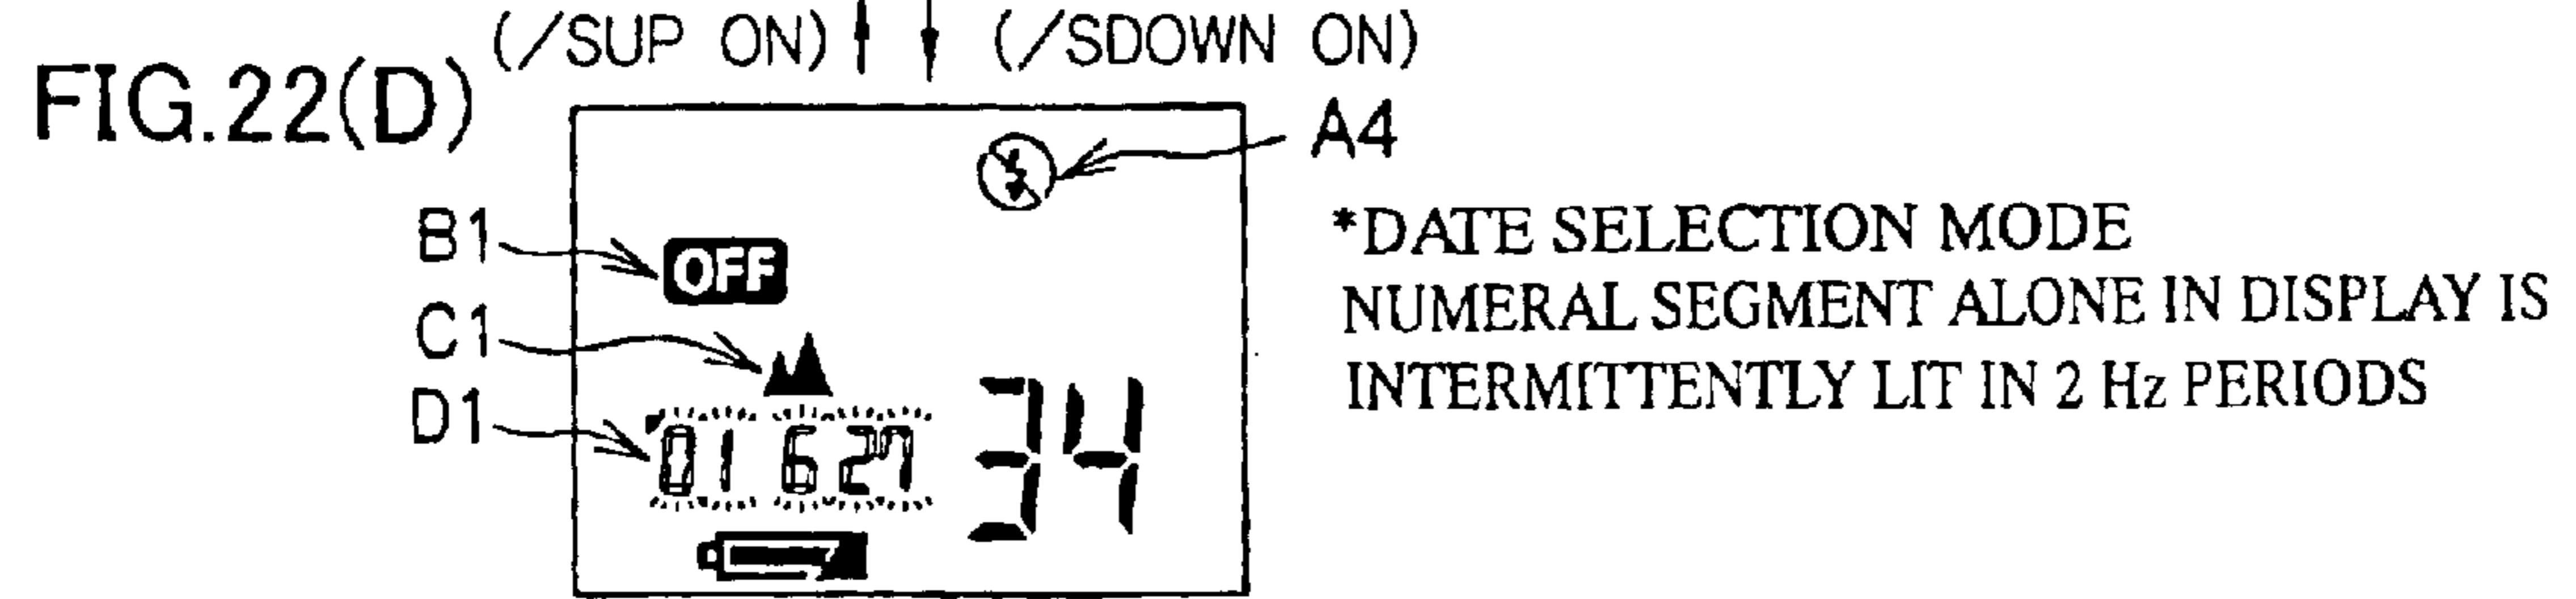 (/SUP ON) (/SDOWN ON)
FIG.22(D)
A4
B1
OFF
*DATE SELECTION MODE
NUMERAL SEGMENT ALONE IN DISPLAY IS
INTERMITTENTLY LIT IN 2 Hz PERIODS
C1
D1
01 6 27
34